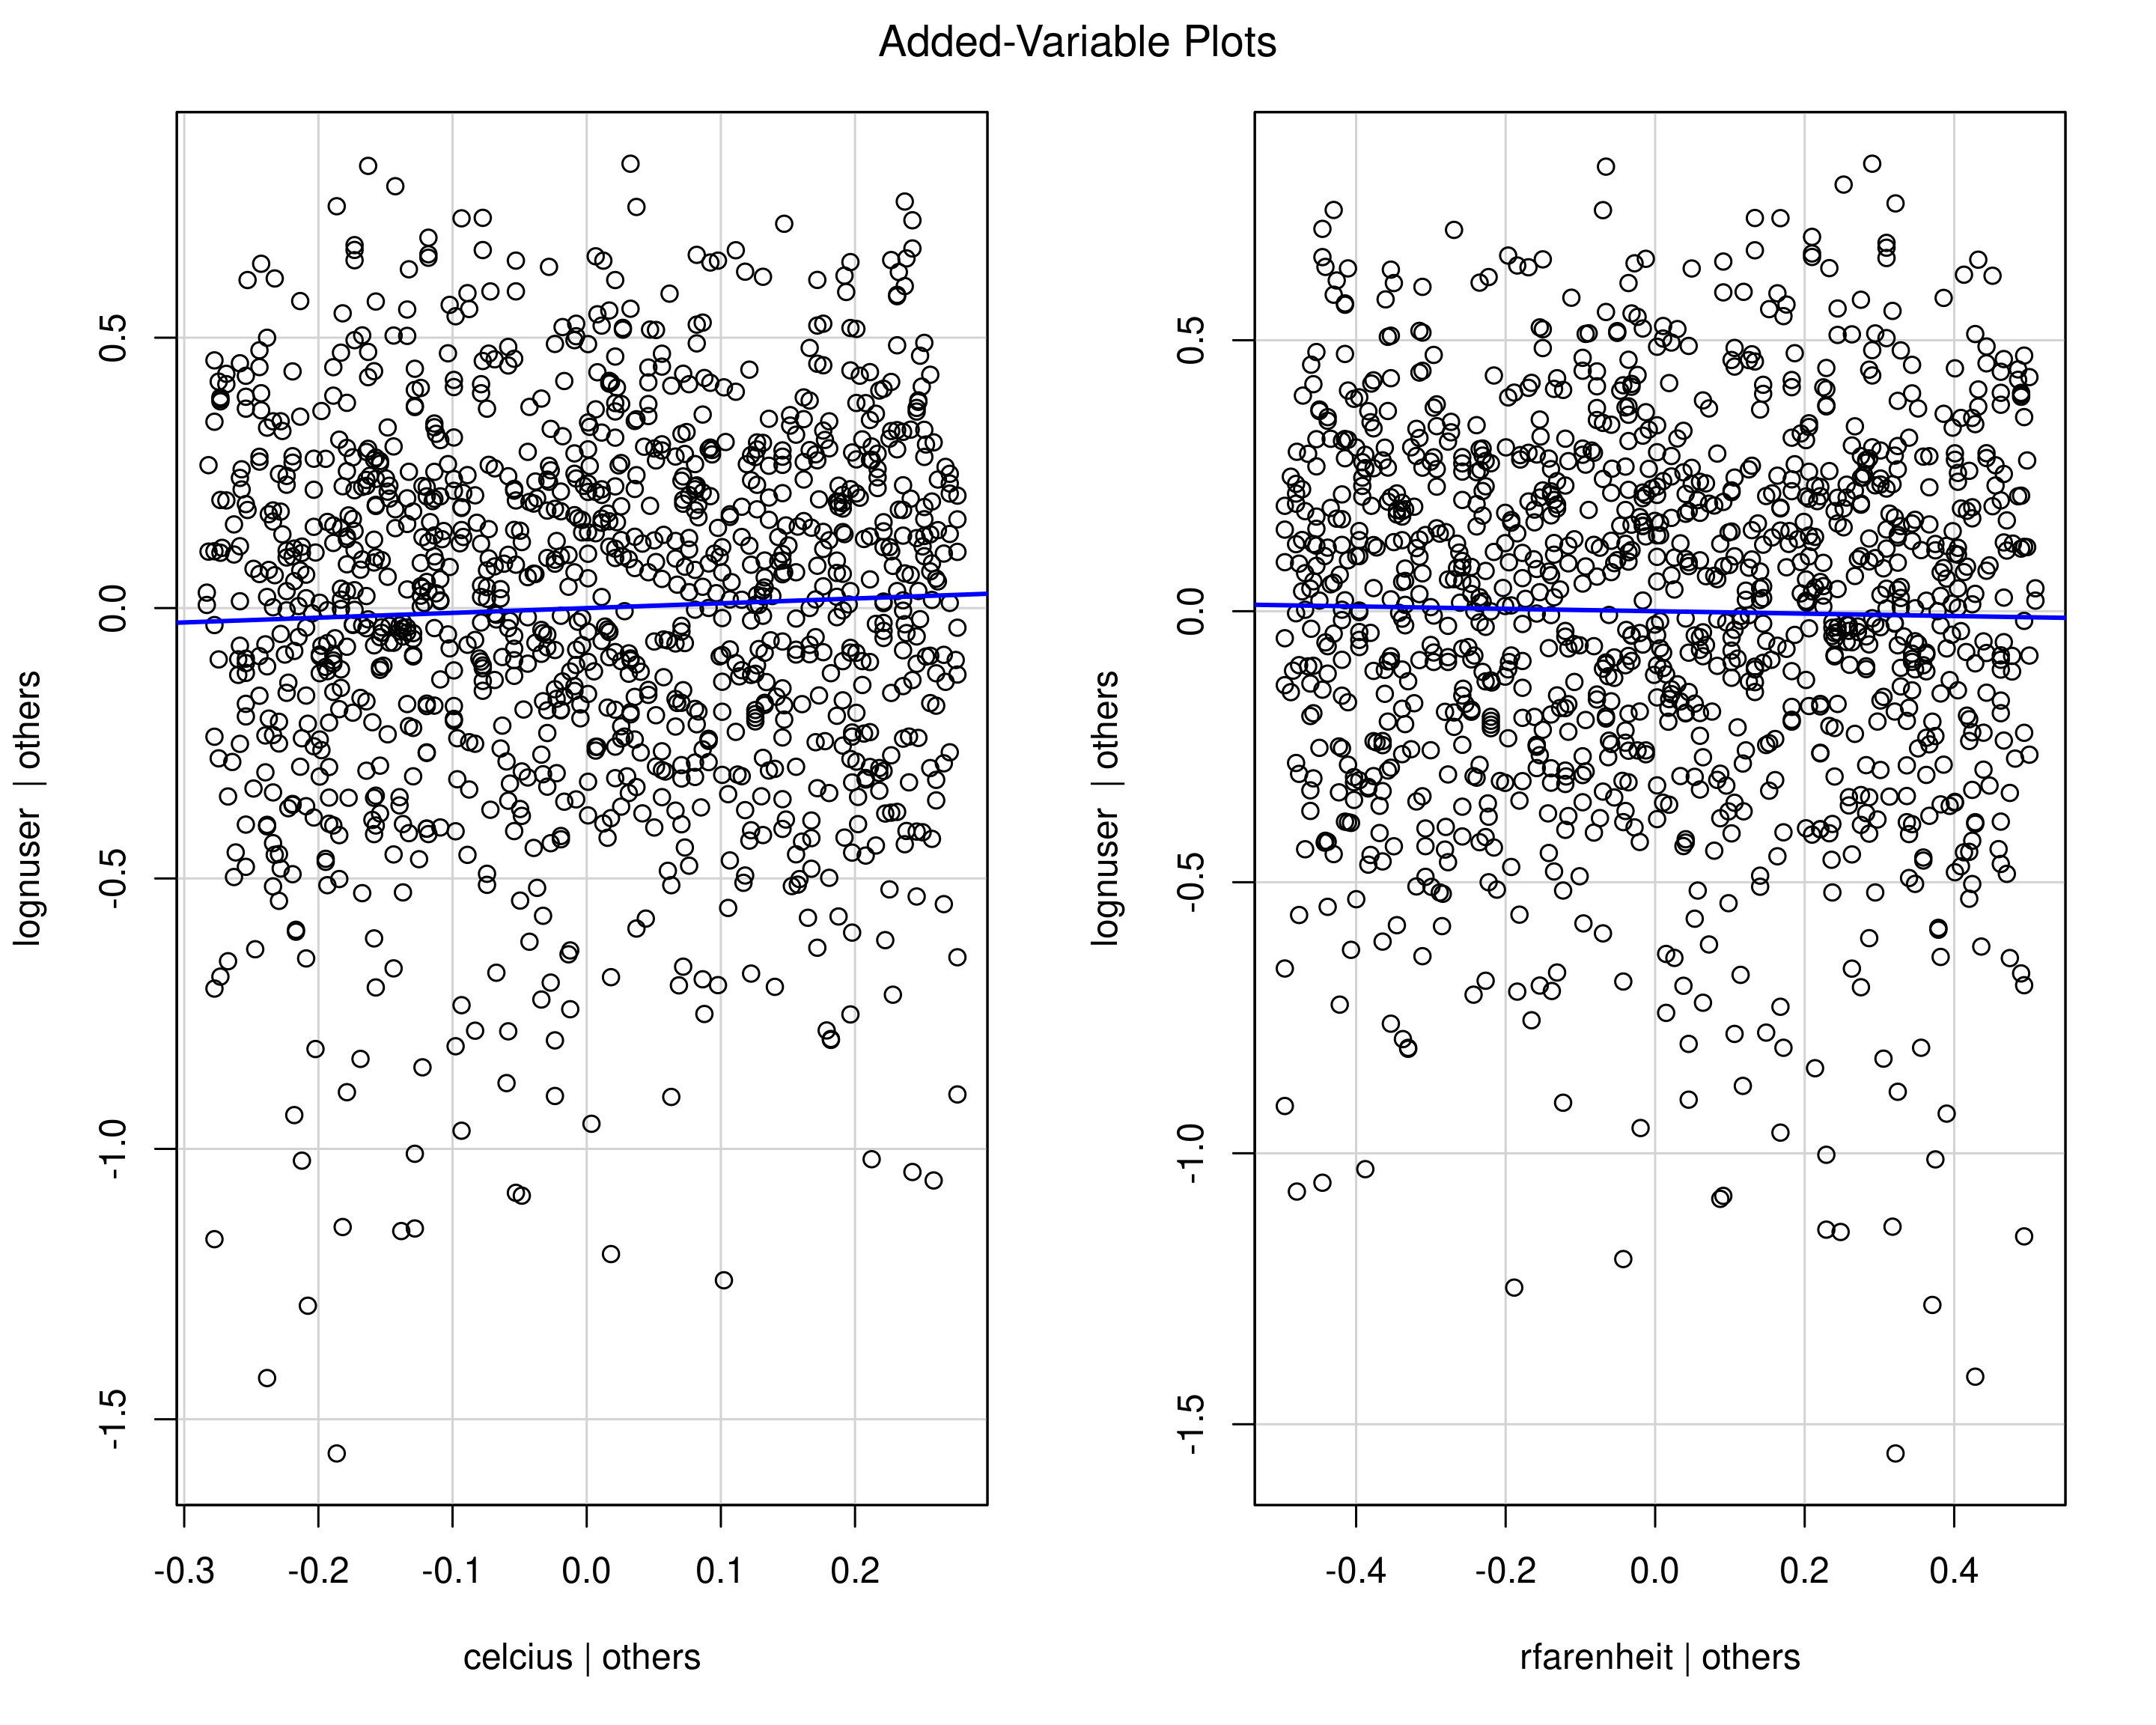 Added-Variable Plots
lognuser | others
0.5
0.0
-0.5
-1.0
-1.5
-0.3 -0.2 -0.1 0.0 0.1 0.2
celcius | others
lognuser | others
0.5
0.0
-0.5
-1.0
-1.5
-0.4 -0.2 0.0 0.2 0.4
rfarenheit | others